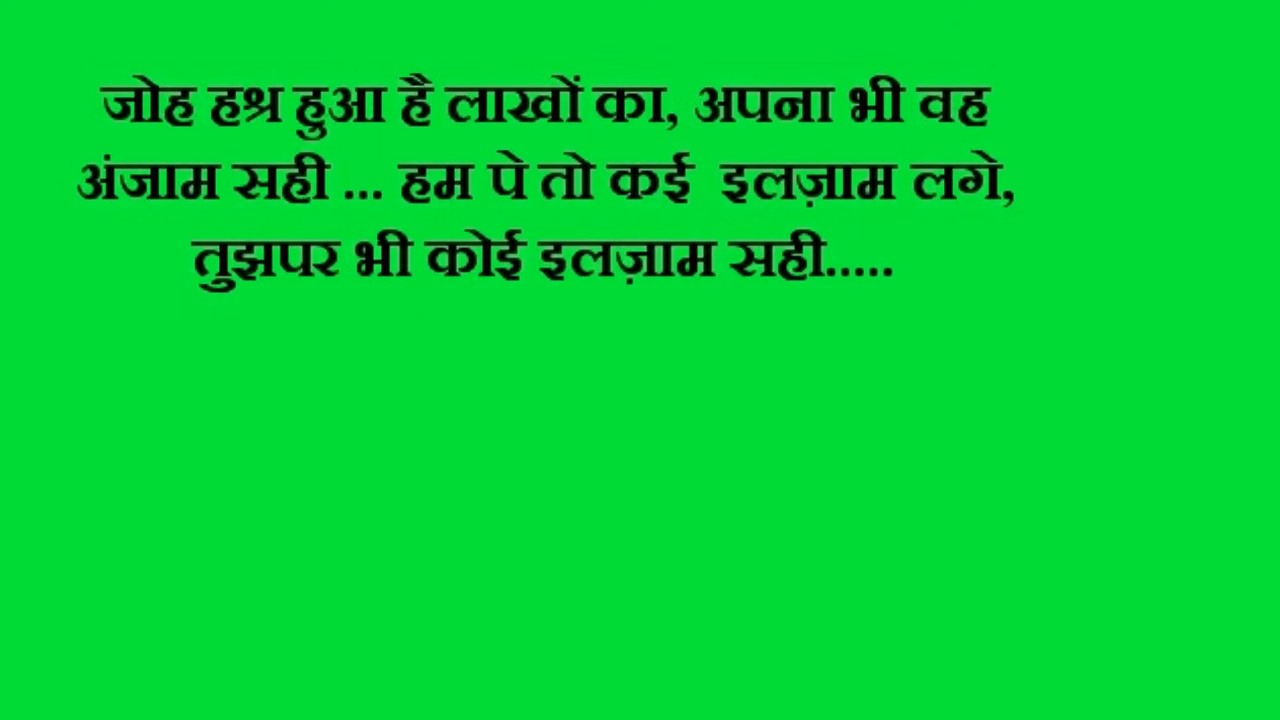 जोह हश्र हुआ है लाखों का, अपना भी वह
अंजाम सही ... हम पे तो कई इलज़ाम लगे,
तुझपर भी कोई इलज़ाम सही.....